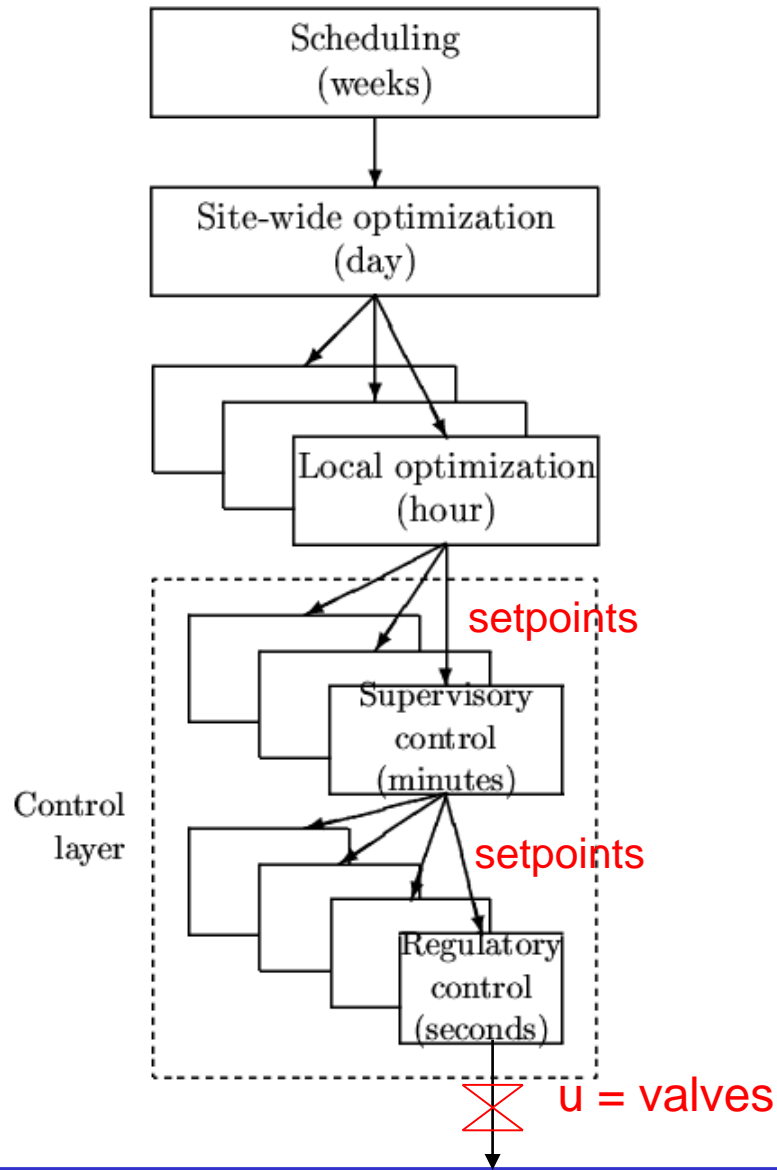 Scheduling
(weeks)
Site-wide optimization
(day)
Local optimization
(hour)
setpoints
Supervisory
control
(minutes)
Control
layer
setpoints
Regulatory
control
(seconds)
u = valves